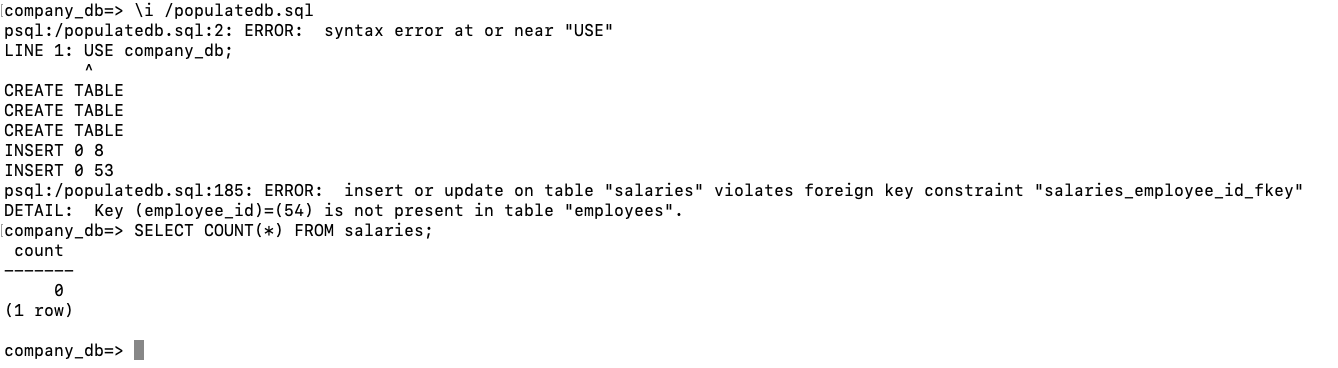 company_db=> \i /populatedb.sql
psql:/populatedb.sql:2: ERROR:  syntax error at or near "USE"
LINE 1: USE company_db;
        ^
CREATE TABLE
CREATE TABLE
CREATE TABLE
INSERT 0 8
INSERT 0 53
psql:/populatedb.sql:185: ERROR:  insert or update on table "salaries" violates foreign key constraint "salaries_employee_id_fkey"
DETAIL:  Key (employee_id)=(54) is not present in table "employees".
company_db=> SELECT COUNT(*) FROM salaries;
 count
-------
     0
(1 row)

company_db=>